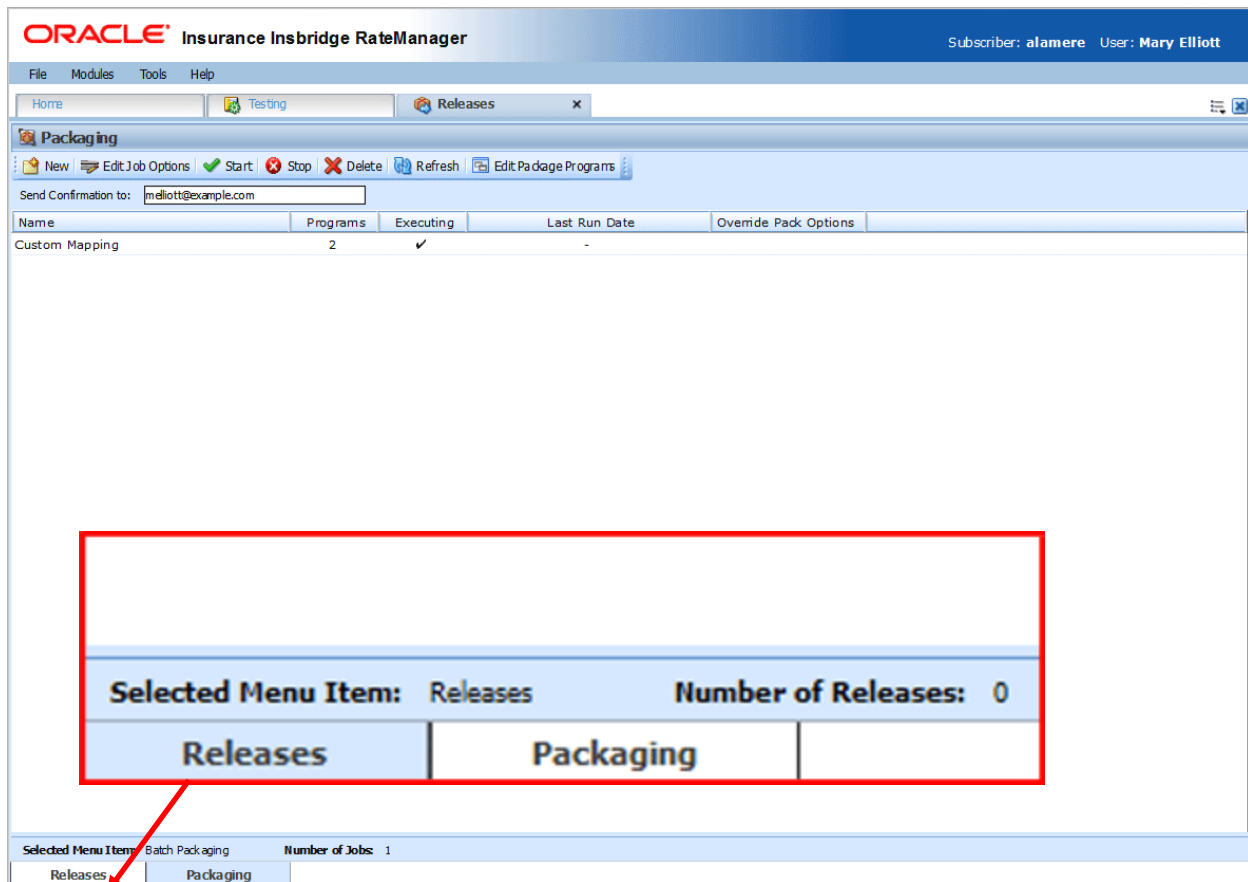 ORACLE® Insurance Insbridge RateManager
Subscriber: alamere User: Mary Elliott
File Modules Tools Help
Home Testing Releases
Packaging
New Edit Job Options Start Stop Delete Refresh Edit Package Programs
Send Confirmation to: melliott@example.com
Name Programs Executing Last Run Date Override Pack Options
Custom Mapping 2 ✔ -
Selected Menu Item: Releases Number of Releases: 0
Releases Packaging
Selected Menu Item: Batch Packaging Number of Jobs: 1
Releases Packaging